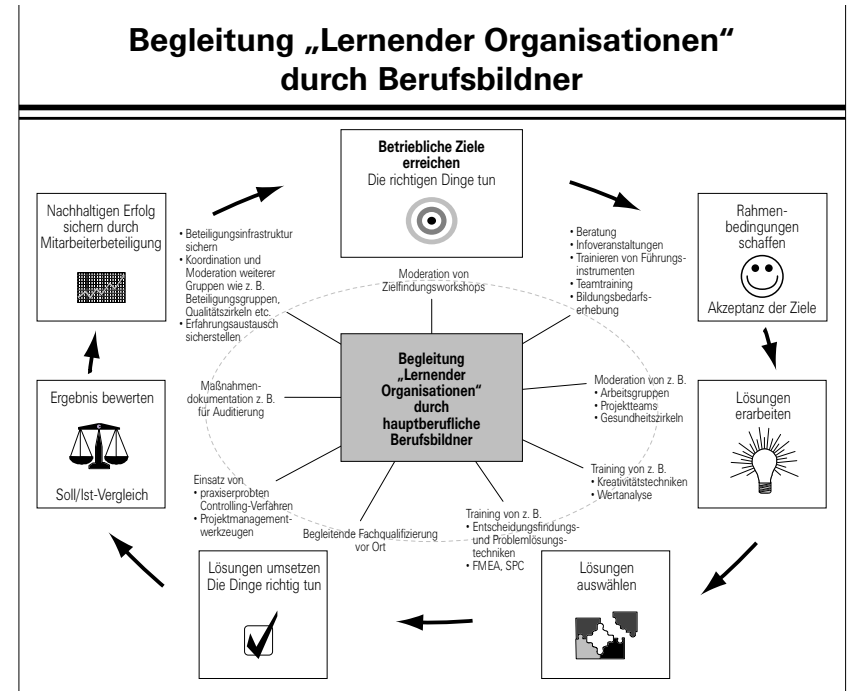 Begleitung „Lernender Organisationen“
durch Berufsbildner
Betriebliche Ziele
erreichen
Die richtigen Dinge tun
Nachhaltigen Erfolg
sichern durch
Mitarbeiterbeteiligung
Rahmen-
bedingungen
schaffen
Akzeptanz der Ziele
• Beteiligungsinfrastruktur
sichern
• Koordination und
Moderation weiterer
Gruppen wie z. B.
Beteiligungsgruppen,
Qualitätszirkeln etc.
• Erfahrungsaustausch
sicherstellen
Moderation von
Zielfindungsworkshops
• Beratung
• Infoveranstaltungen
• Trainieren von Führungs-
instrumenten
• Teamtraining
• Bildungsbedarfs-
erhebung
Begleitung
„Lernender
Organisationen“
durch
hauptberufliche
Berufsbildner
Ergebnis bewerten
Soll/Ist-Vergleich
Maßnahmen-
dokumentation z. B.
für Auditierung
Moderation von z. B.
• Arbeitsgruppen
• Projektteams
• Gesundheitszirkeln
Lösungen
erarbeiten
Einsatz von
• praxiserprobten
Controlling-Verfahren
• Projektmanagement-
werkzeugen
Begleitende Fachqualifizierung
vor Ort
Training von z. B.
• Entscheidungsfindungs-
und Problemlösungs-
techniken
• FMEA, SPC
Training von z. B.
• Kreativitätstechniken
• Wertanalyse
Lösungen umsetzen
Die Dinge richtig tun
Lösungen
auswählen